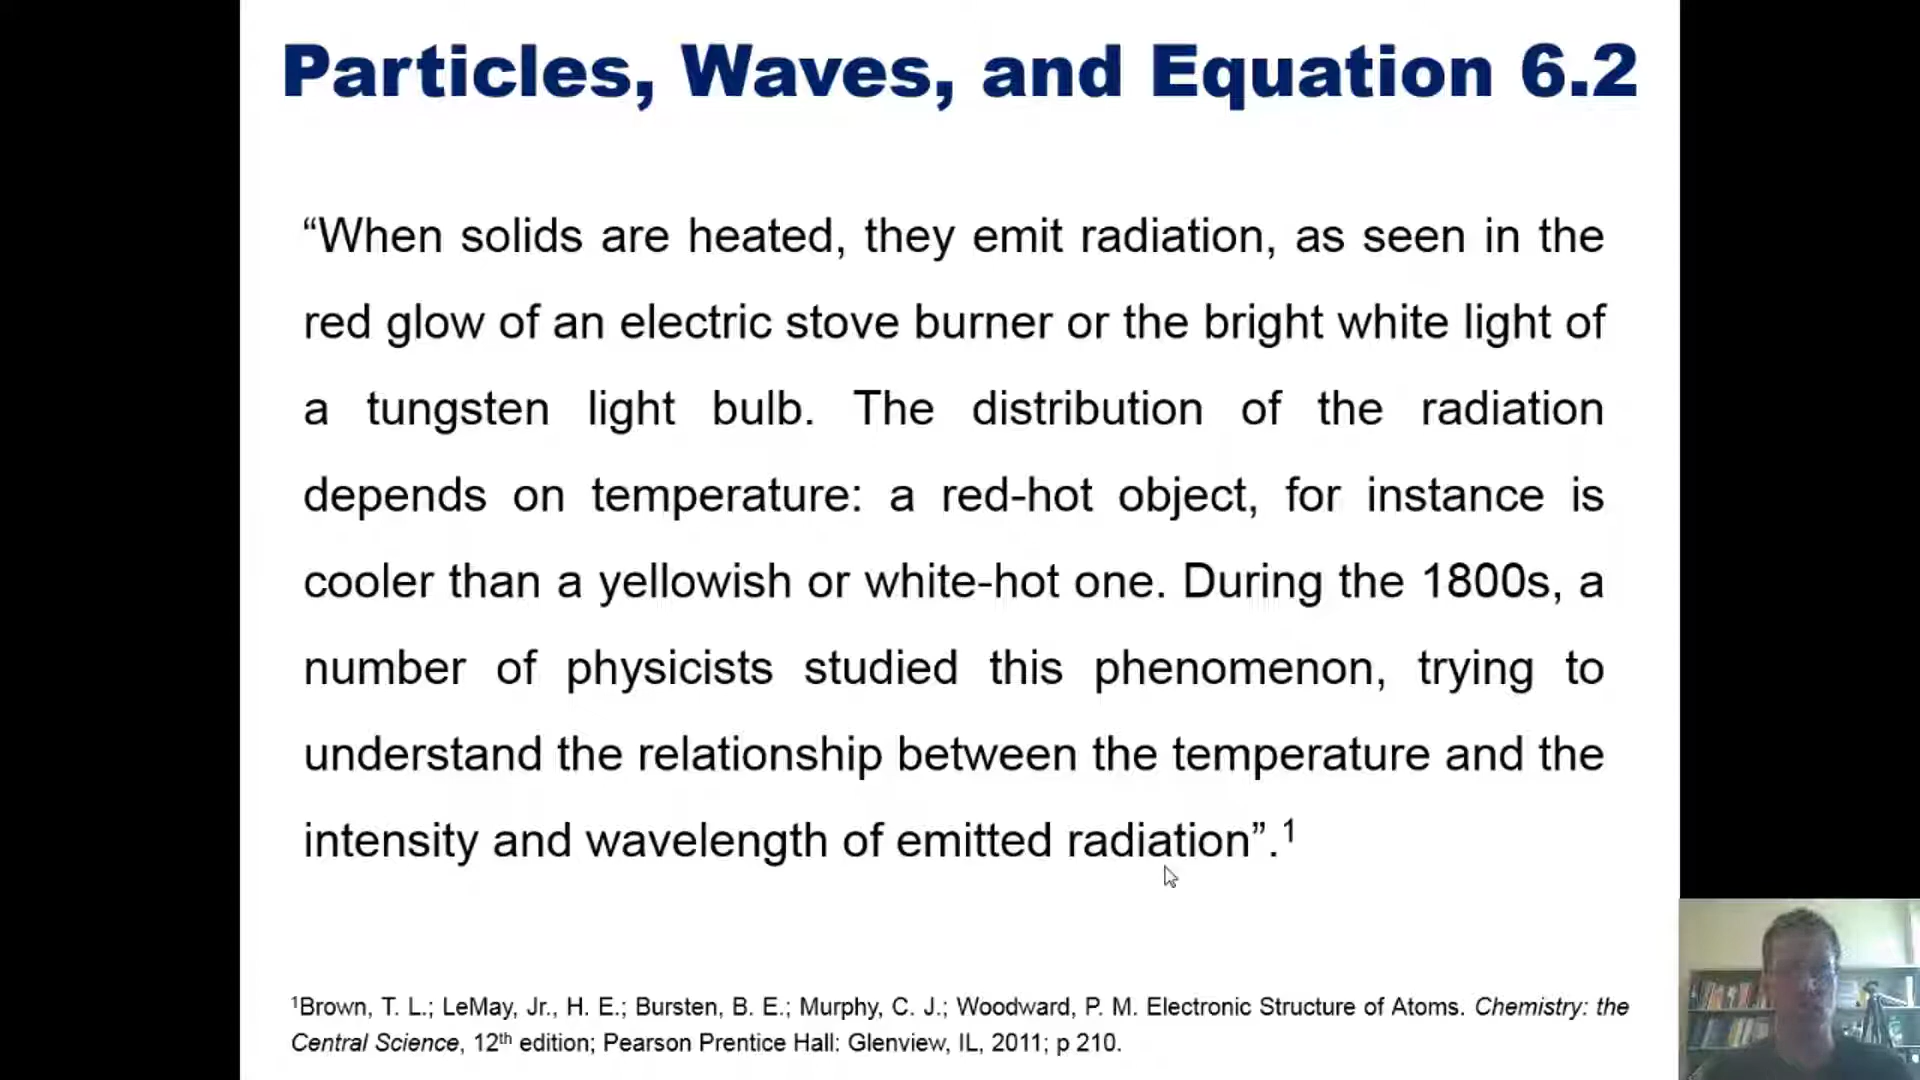 Particles, Waves, and Equation 6.2
“When solids are heated, they emit radiation, as seen in the
red glow of an electric stove burner or the bright white light of
a tungsten light bulb. The distribution of the radiation
depends on temperature: a red-hot object, for instance is
cooler than a yellowish or white-hot one. During the 1800s, a
number of physicists studied this phenomenon, trying to
understand the relationship between the temperature and the
intensity and wavelength of emitted radiation”.¹
¹Brown, T. L.; LeMay, Jr., H. E.; Bursten, B. E.; Murphy, C. J.; Woodward, P. M. Electronic Structure of Atoms. Chemistry: the
Central Science, 12th edition; Pearson Prentice Hall: Glenview, IL, 2011; p 210.